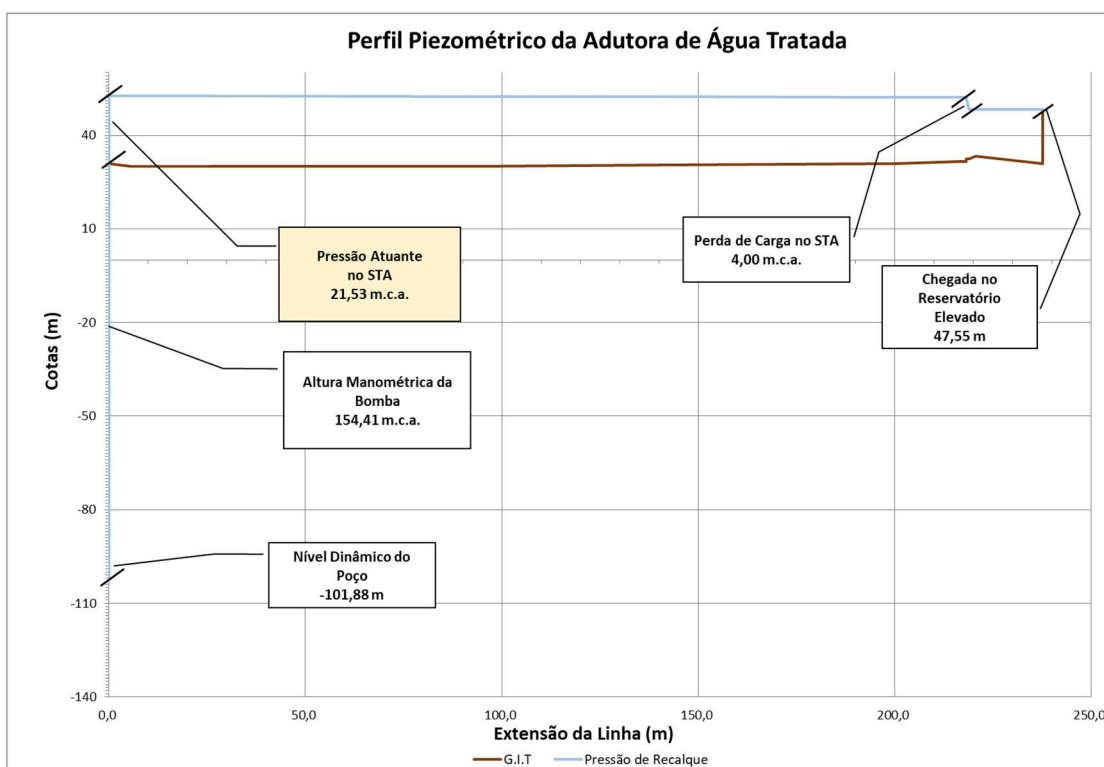 Perfil Piezométrico da Adutora de Água Tratada
Cotas (m)
40
10
-20
-50
-80
-110
-140
Pressão Atuante
no STA
21,53 m.c.a.
Perda de Carga no STA
4,00 m.c.a.
Chegada no
Reservatório
Elevado
47,55 m
Altura Manométrica da
Bomba
154,41 m.c.a.
Nível Dinâmico do
Poço
-101,88 m
0,0
50,0
100,0
150,0
200,0
250,0
Extensão da Linha (m)
G.I.T
Pressão de Recalque